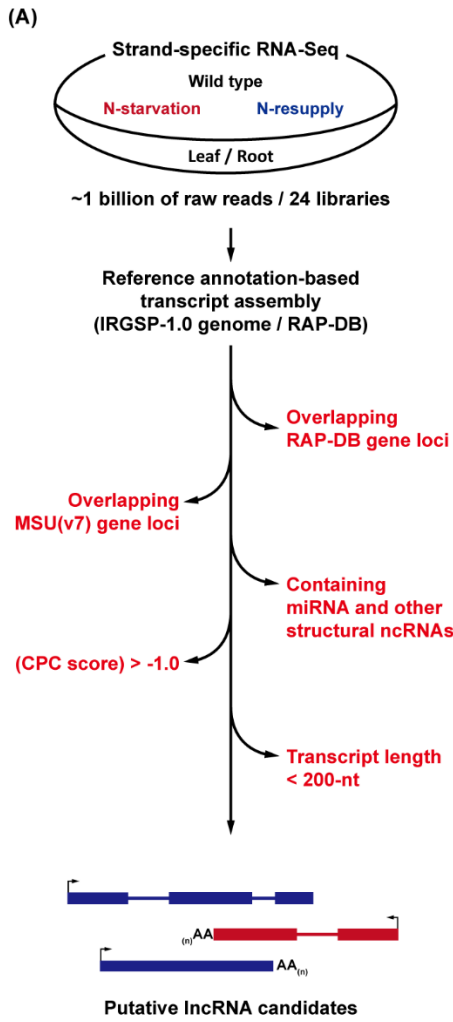 (A)
Strand-specific RNA-Seq
Wild type
N-starvation N-resupply
Leaf / Root
~1 billion of raw reads / 24 libraries
Reference annotation-based
transcript assembly
(IRGSP-1.0 genome / RAP-DB)
Overlapping
RAP-DB gene loci
Overlapping
MSU(v7) gene loci
Containing
miRNA and other
structural ncRNAs
(CPC score) > -1.0
Transcript length
< 200-nt
(n)AA
AA(n)
Putative lncRNA candidates